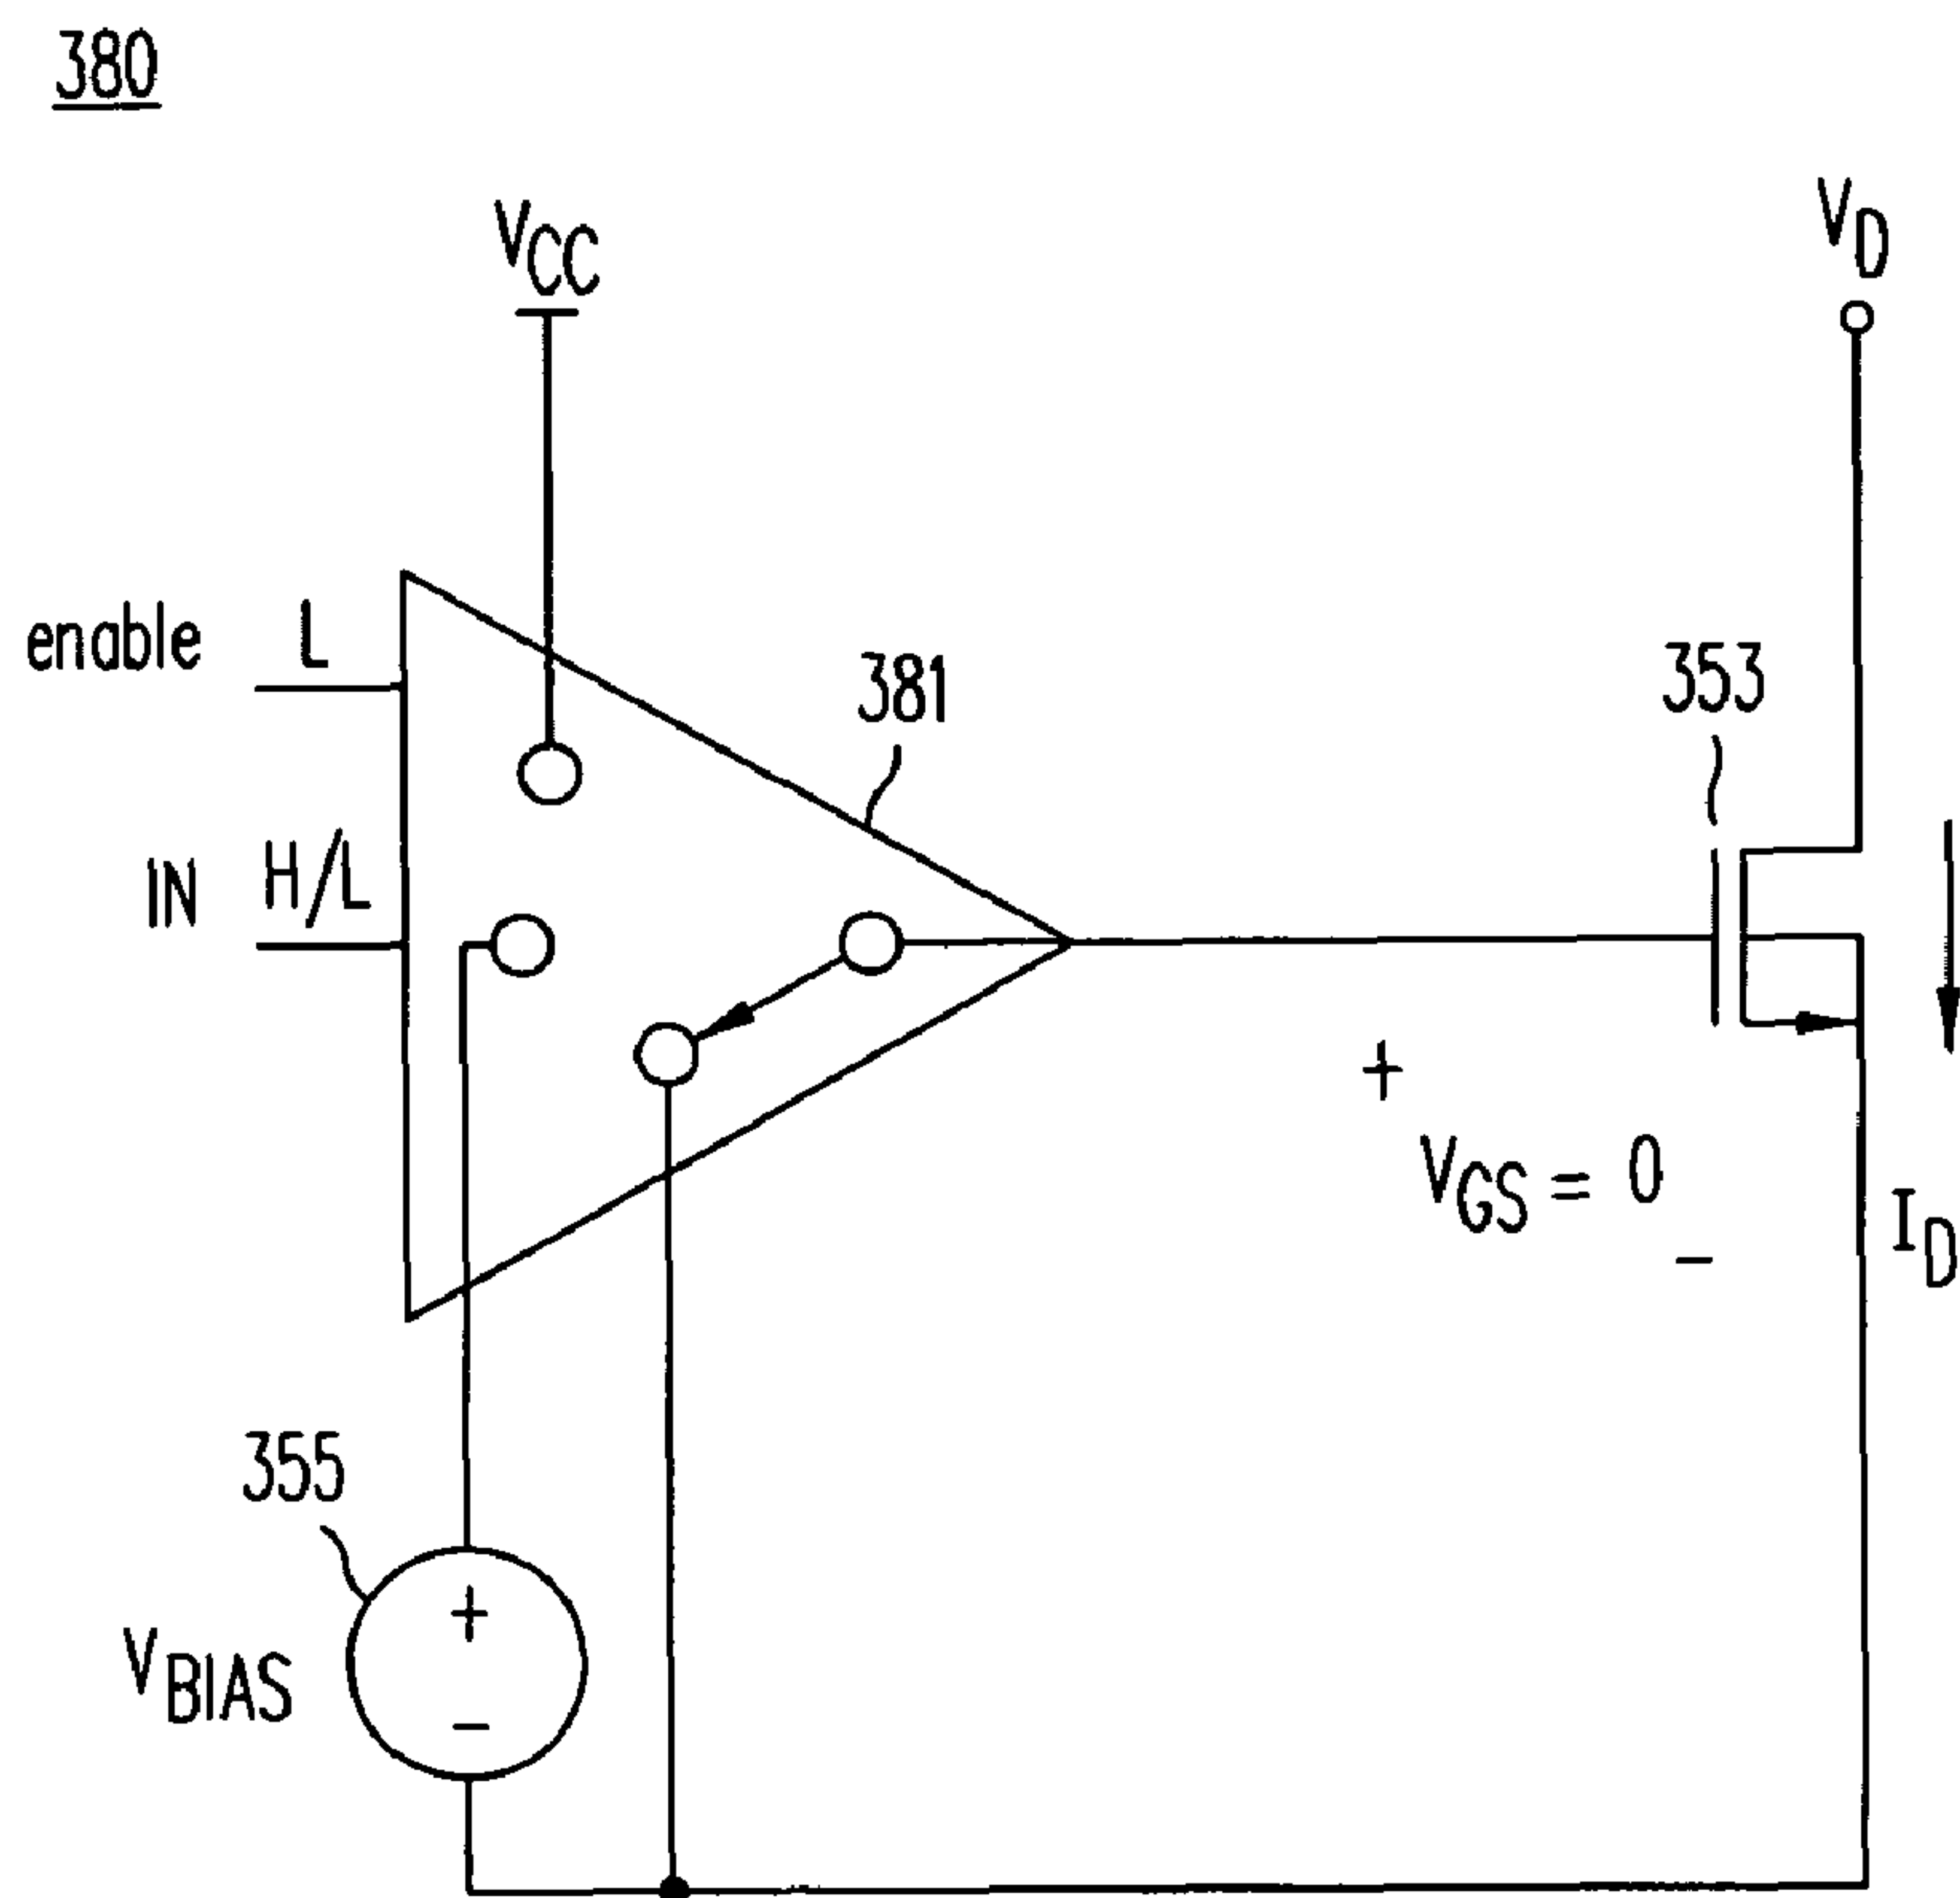 380
VCC
VD
enable L
381
353
IN H/L
+
VGS = 0
−
ID
355
+
VBIAS
−